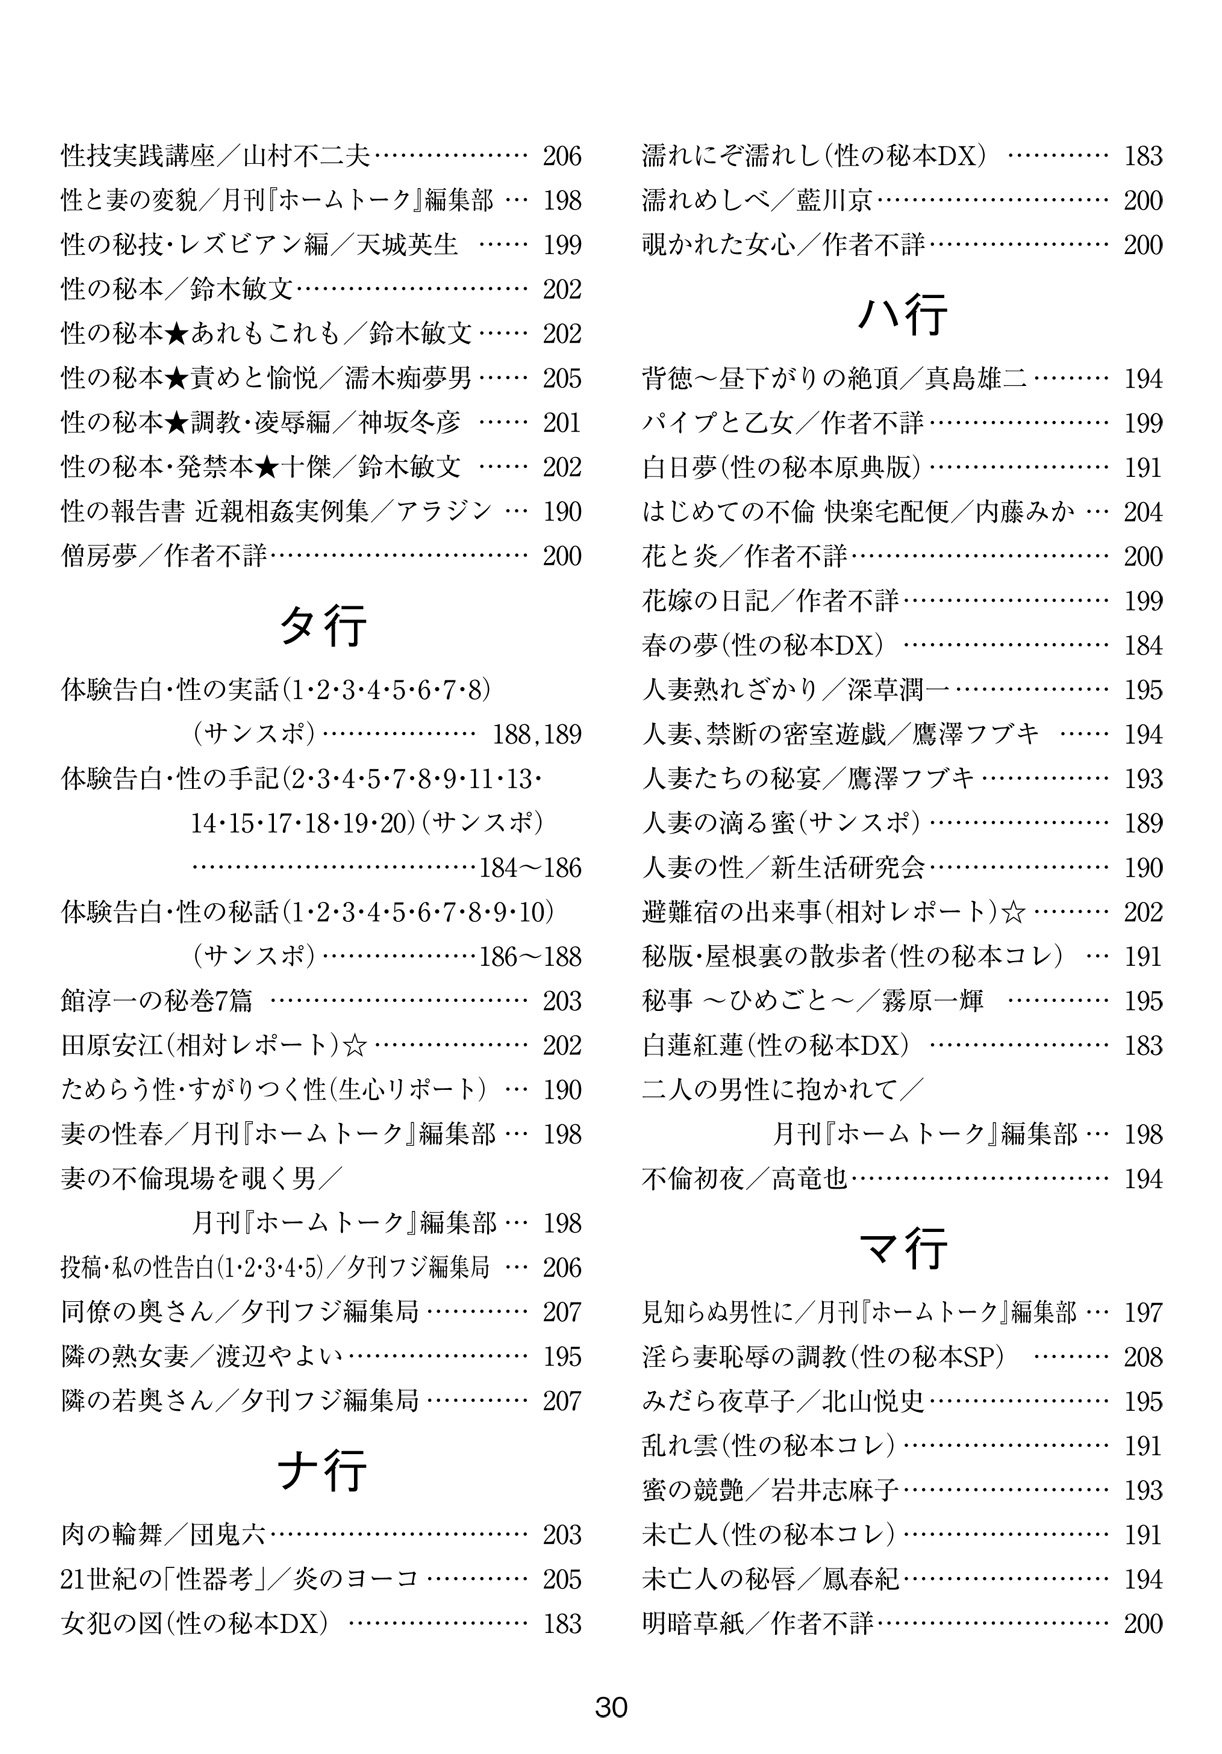 性技実践講座／山村不二夫……………… 206
性と妻の変貌／月刊『ホームトーク』編集部 … 198
性の秘技・レズビアン編／天城英生 …… 199
性の秘本／鈴木敏文……………………… 202
性の秘本★あれもこれも／鈴木敏文…… 202
性の秘本★責めと愉悦／濡木痴夢男…… 205
性の秘本★調教・凌辱編／神坂冬彦 …… 201
性の秘本・発禁本★十傑／鈴木敏文 …… 202
性の報告書 近親相姦実例集／アラジン … 190
僧房夢／作者不詳………………………… 200
タ行
体験告白・性の実話(1・2・3・4・5・6・7・8)
(サンスポ)……………… 188,189
体験告白・性の手記(2・3・4・5・7・8・9・11・13・
14・15・17・18・19・20)(サンスポ)
……………………………184〜186
体験告白・性の秘話(1・2・3・4・5・6・7・8・9・10)
(サンスポ)………………186〜188
館淳一の秘巻7篇 ………………………… 203
田原安江(相対レポート)☆……………… 202
ためらう性・すがりつく性(生心リポート) … 190
妻の性春／月刊『ホームトーク』編集部 … 198
妻の不倫現場を覗く男／
月刊『ホームトーク』編集部 … 198
投稿・私の性告白(1・2・3・4・5)／夕刊フジ編集局 … 206
同僚の奥さん／夕刊フジ編集局………… 207
隣の熟女妻／渡辺やよい………………… 195
隣の若奥さん／夕刊フジ編集局………… 207
ナ行
肉の輪舞／団鬼六………………………… 203
21世紀の「性器考」／炎のヨーコ………… 205
女犯の図(性の秘本DX) ………………… 183
濡れにぞ濡れし(性の秘本DX) ………… 183
濡れめしべ／藍川京……………………… 200
覗かれた女心／作者不詳………………… 200
ハ行
背徳〜昼下がりの絶頂／真島雄二……… 194
パイプと乙女／作者不詳………………… 199
白日夢(性の秘本原典版)………………… 191
はじめての不倫 快楽宅配便／内藤みか … 204
花と炎／作者不詳………………………… 200
花嫁の日記／作者不詳…………………… 199
春の夢(性の秘本DX) …………………… 184
人妻熟れざかり／深草潤一……………… 195
人妻、禁断の密室遊戯／鷹澤フブキ …… 194
人妻たちの秘宴／鷹澤フブキ…………… 193
人妻の滴る蜜(サンスポ)………………… 189
人妻の性／新生活研究会………………… 190
避難宿の出来事(相対レポート)☆……… 202
秘版・屋根裏の散歩者(性の秘本コレ) … 191
秘事 〜ひめごと〜／霧原一輝 ………… 195
白蓮紅蓮(性の秘本DX) ………………… 183
二人の男性に抱かれて／
月刊『ホームトーク』編集部 … 198
不倫初夜／高竜也………………………… 194
マ行
見知らぬ男性に／月刊『ホームトーク』編集部 … 197
淫ら妻恥辱の調教(性の秘本SP) ……… 208
みだら夜草子／北山悦史………………… 195
乱れ雲(性の秘本コレ)…………………… 191
蜜の競艶／岩井志麻子…………………… 193
未亡人(性の秘本コレ)…………………… 191
未亡人の秘唇／鳳春紀…………………… 194
明暗草紙／作者不詳……………………… 200
30